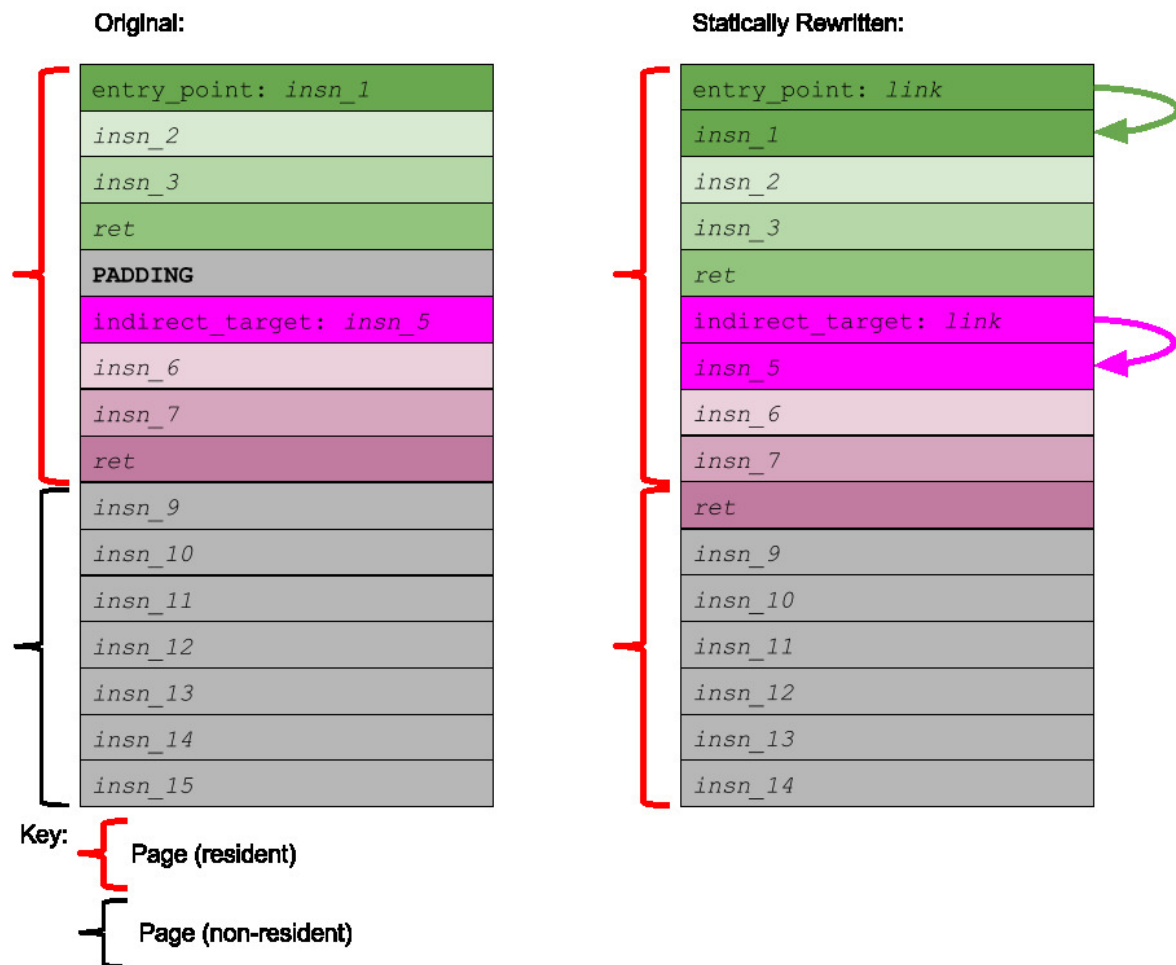 Original:
entry_point: insn_1
insn_2
insn_3
ret
PADDING
indirect_target: insn_5
insn_6
insn_7
ret
insn_9
insn_10
insn_11
insn_12
insn_13
insn_14
insn_15
Statically Rewritten:
entry_point: link
insn_1
insn_2
insn_3
ret
indirect_target: link
insn_5
insn_6
insn_7
ret
insn_9
insn_10
insn_11
insn_12
insn_13
insn_14
Key:
Page (resident)
Page (non-resident)